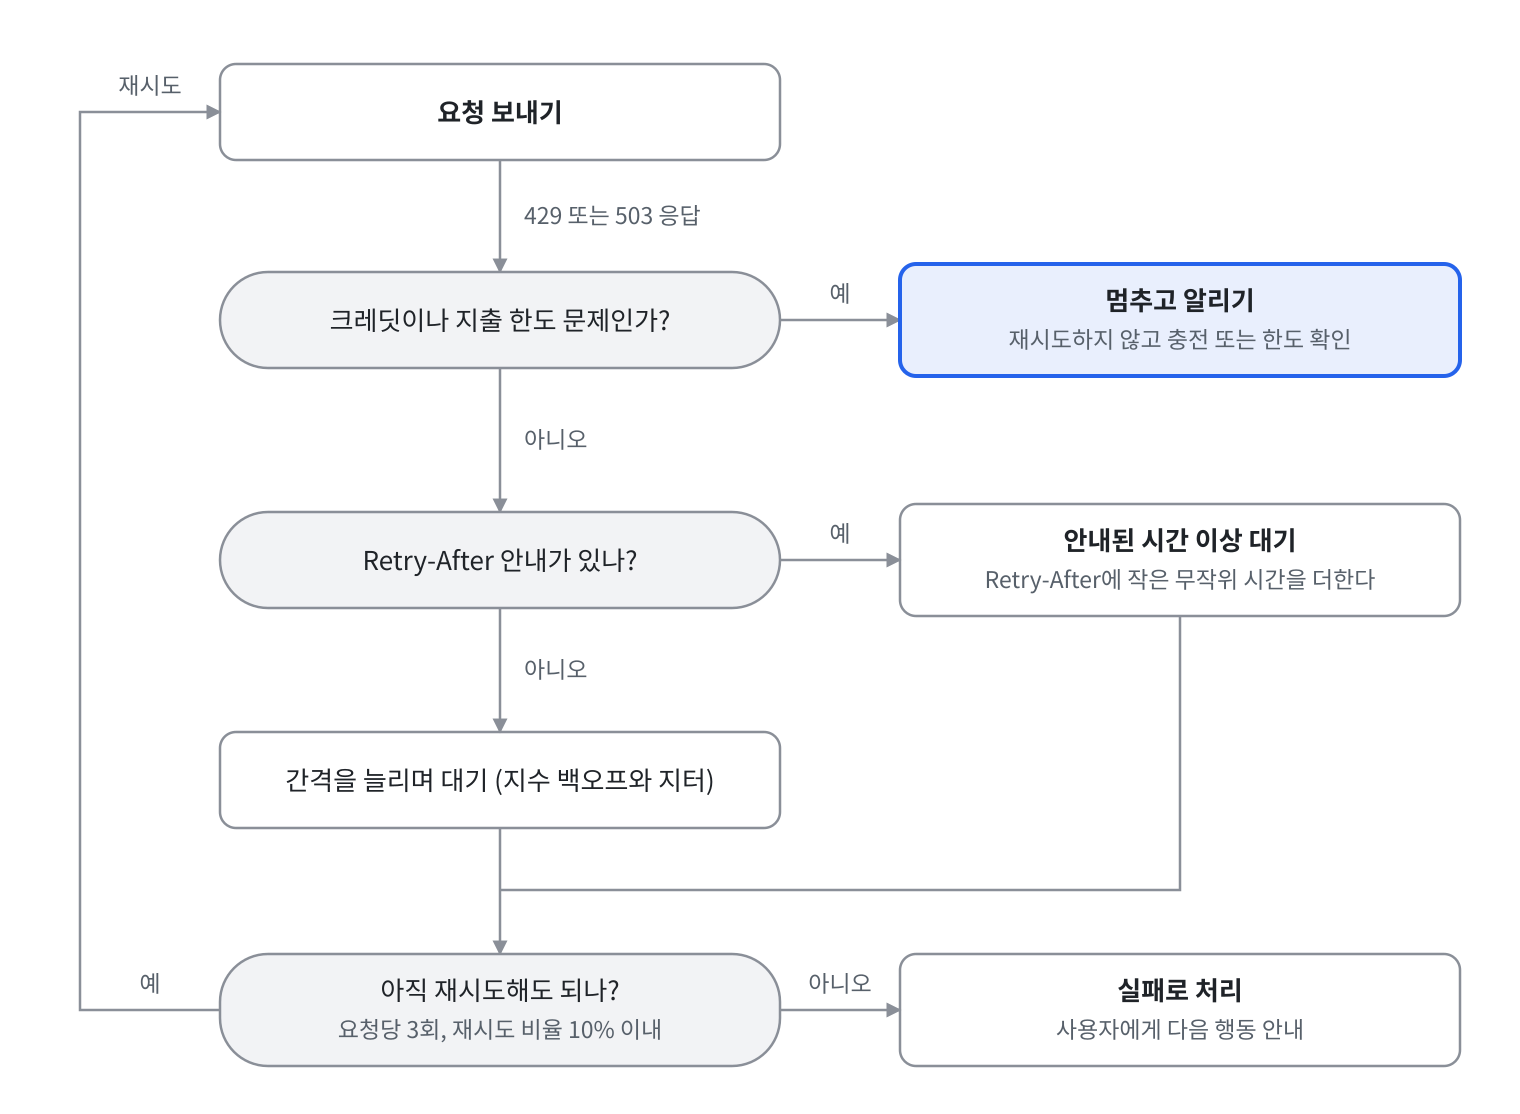 재시도
요청 보내기
429 또는 503 응답
크레딧이나 지출 한도 문제인가?
예
멈추고 알리기
재시도하지 않고 충전 또는 한도 확인
아니오
Retry-After 안내가 있나?
예
안내된 시간 이상 대기
Retry-After에 작은 무작위 시간을 더한다
아니오
간격을 늘리며 대기 (지수 백오프와 지터)
예
아직 재시도해도 되나?
요청당 3회, 재시도 비율 10% 이내
아니오
실패로 처리
사용자에게 다음 행동 안내